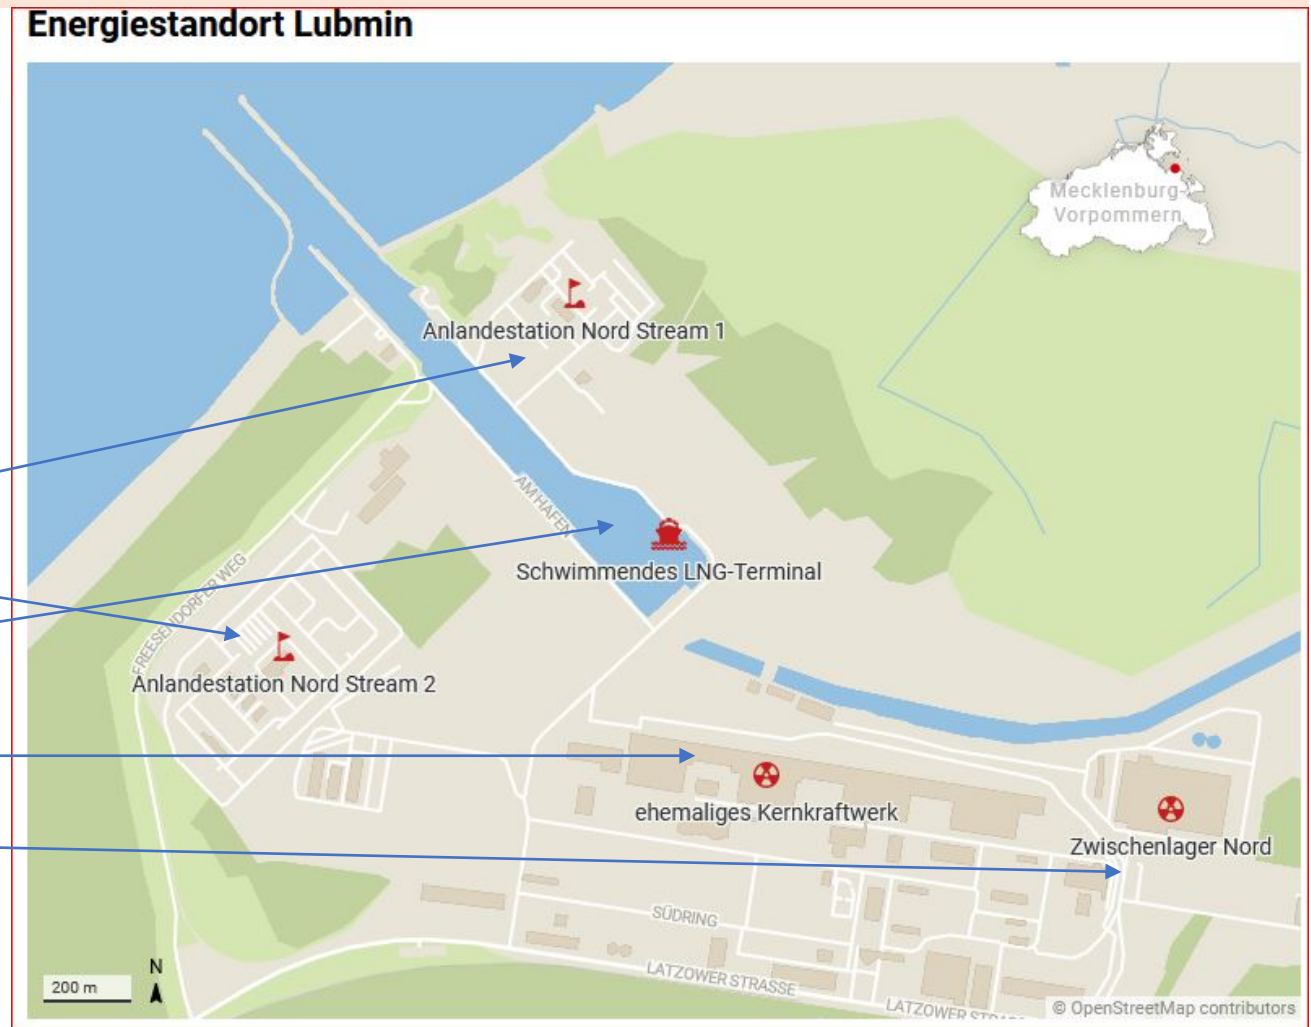 Energiestandort Lubmin
Mecklenburg-
Vorpommern
Anlandestation Nord Stream 1
AM HAFEN
Schwimmendes LNG-Terminal
FREESENDORFER WEG
Anlandestation Nord Stream 2
ehemaliges Kernkraftwerk
Zwischenlager Nord
SÜDRING
LATZOWER STRASSE
LATZOWER
N
200 m
© OpenStreetMap contributors